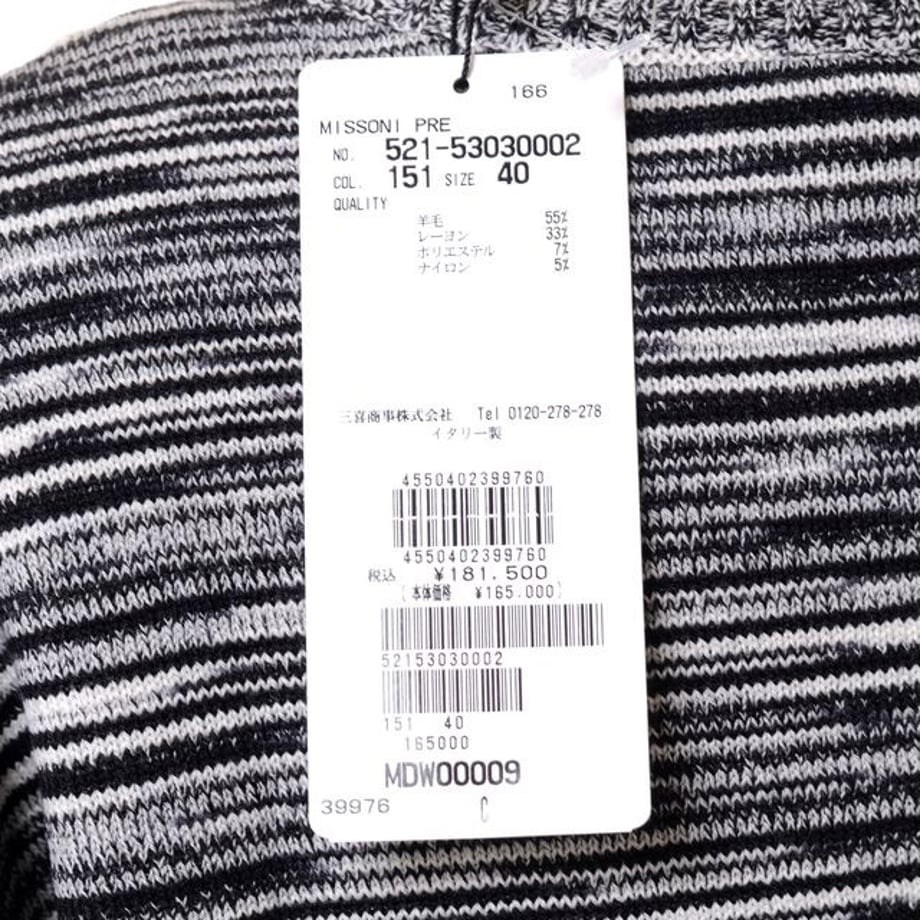 166
MISSONI PRE
NO. 521-53030002
COL. 151 SIZE 40
QUALITY
羊毛 55%
レーヨン 33%
ポリエステル 7%
ナイロン 5%
三喜商事株式会社 Tel 0120-278-278
イタリー製
4550402399760
4550402399760
税込 ¥181.500
(本体価格 ¥165.000)
52153030002
151 40
165000
MDW00009
39976 C